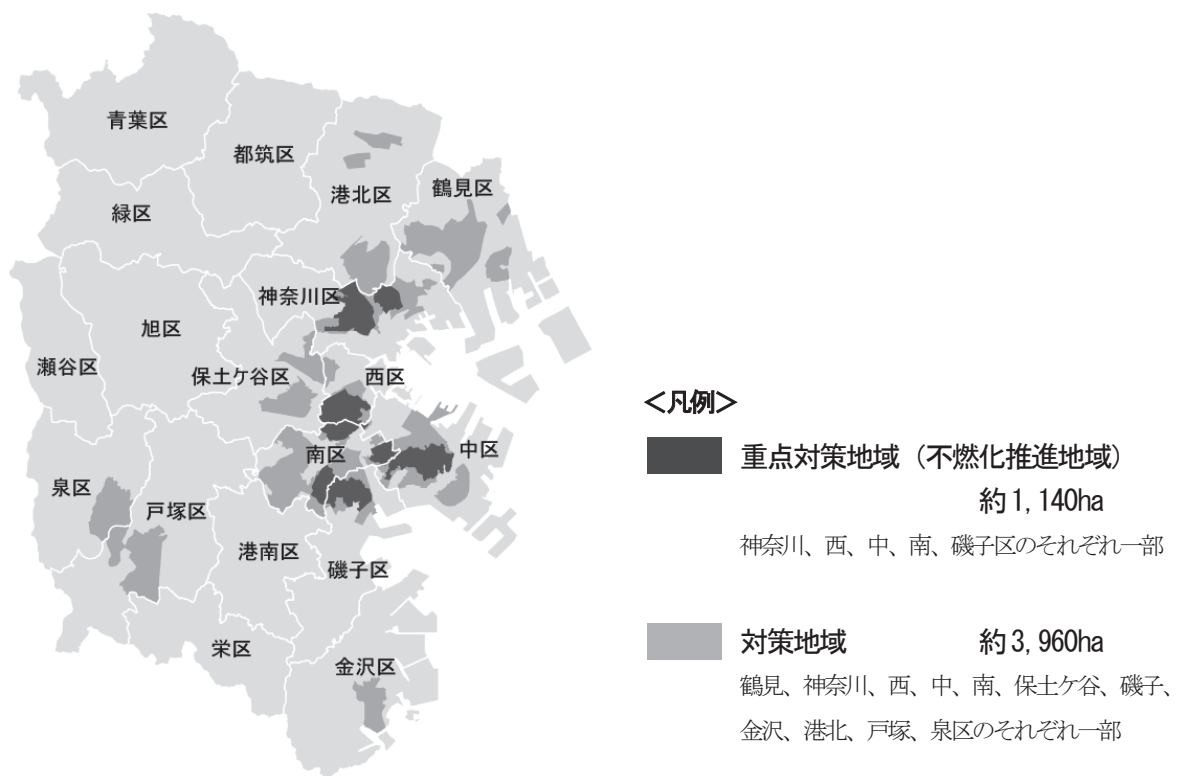 青葉区
都筑区
港北区
鶴見区
緑区
神奈川区
旭区
瀬谷区
保土ケ谷区
西区
南区
中区
泉区
戸塚区
港南区
磯子区
栄区
金沢区
＜凡例＞
重点対策地域（不燃化推進地域）
約1,140ha
神奈川、西、中、南、磯子区のそれぞれ一部
対策地域 約3,960ha
鶴見、神奈川、西、中、南、保土ケ谷、磯子、
金沢、港北、戸塚、泉区のそれぞれ一部